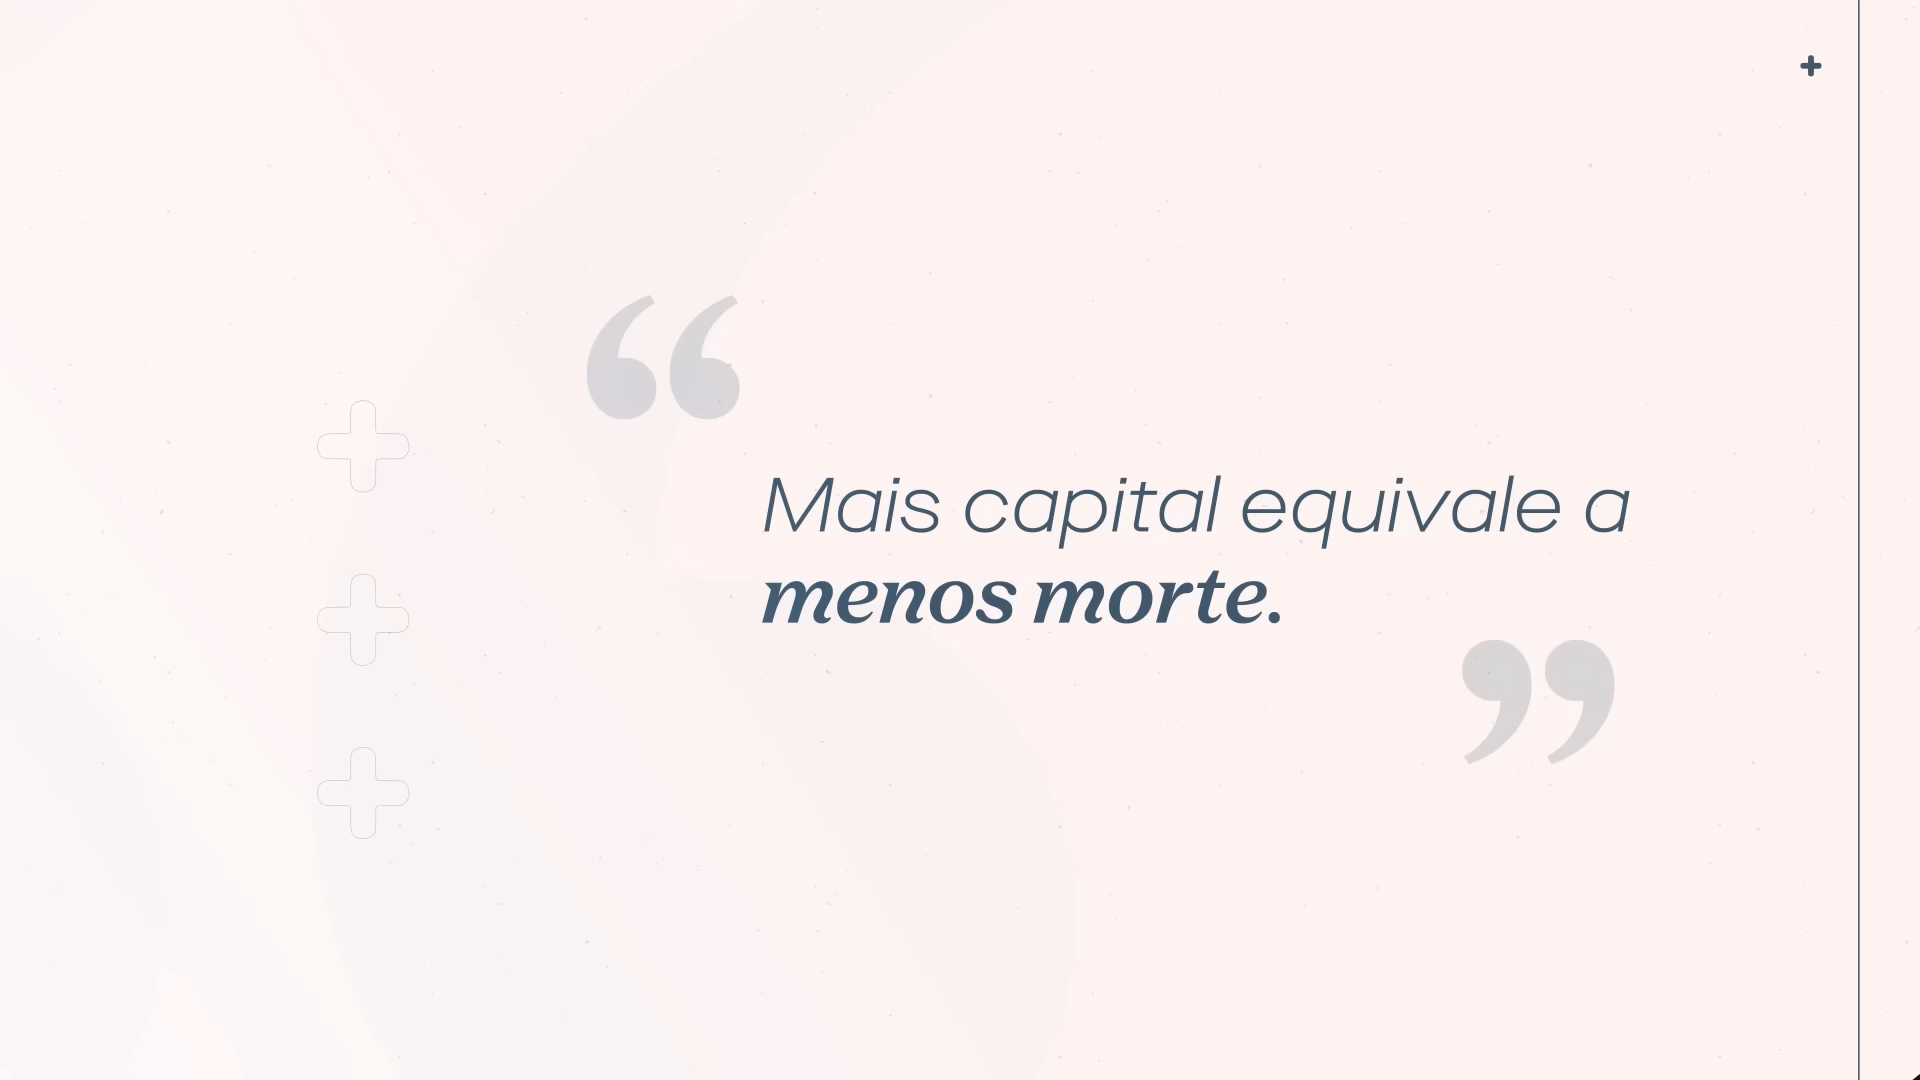 “
Mais capital equivale a
menos morte.
”